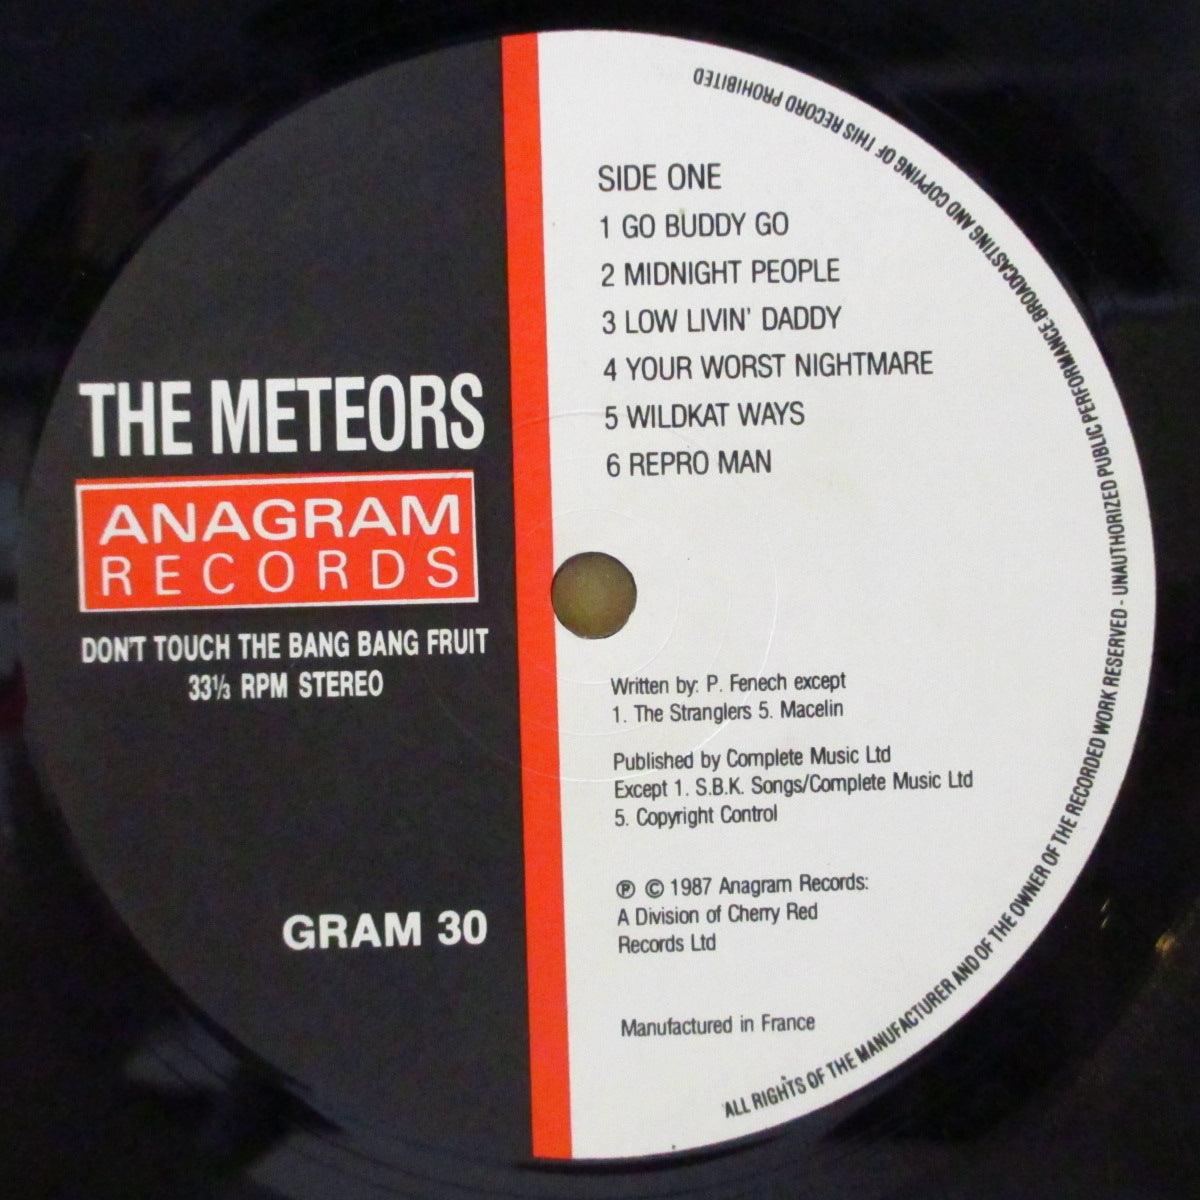 THE METEORS
ANAGRAM
RECORDS
DON'T TOUCH THE BANG BANG FRUIT
33⅓ RPM STEREO
GRAM 30
SIDE ONE
1 GO BUDDY GO
2 MIDNIGHT PEOPLE
3 LOW LIVIN' DADDY
4 YOUR WORST NIGHTMARE
5 WILDKAT WAYS
6 REPRO MAN
Written by: P. Fenech except
1. The Stranglers 5. Macelin
Published by Complete Music Ltd
Except 1. S.B.K. Songs/Complete Music Ltd
5. Copyright Control
℗ © 1987 Anagram Records:
A Division of Cherry Red
Records Ltd
Manufactured in France
ALL RIGHTS OF THE MANUFACTURER AND OF THE OWNER OF THE RECORDED WORK RESERVED - UNAUTHORIZED PUBLIC PERFORMANCE BROADCASTING AND COPYING OF THIS RECORD PROHIBITED